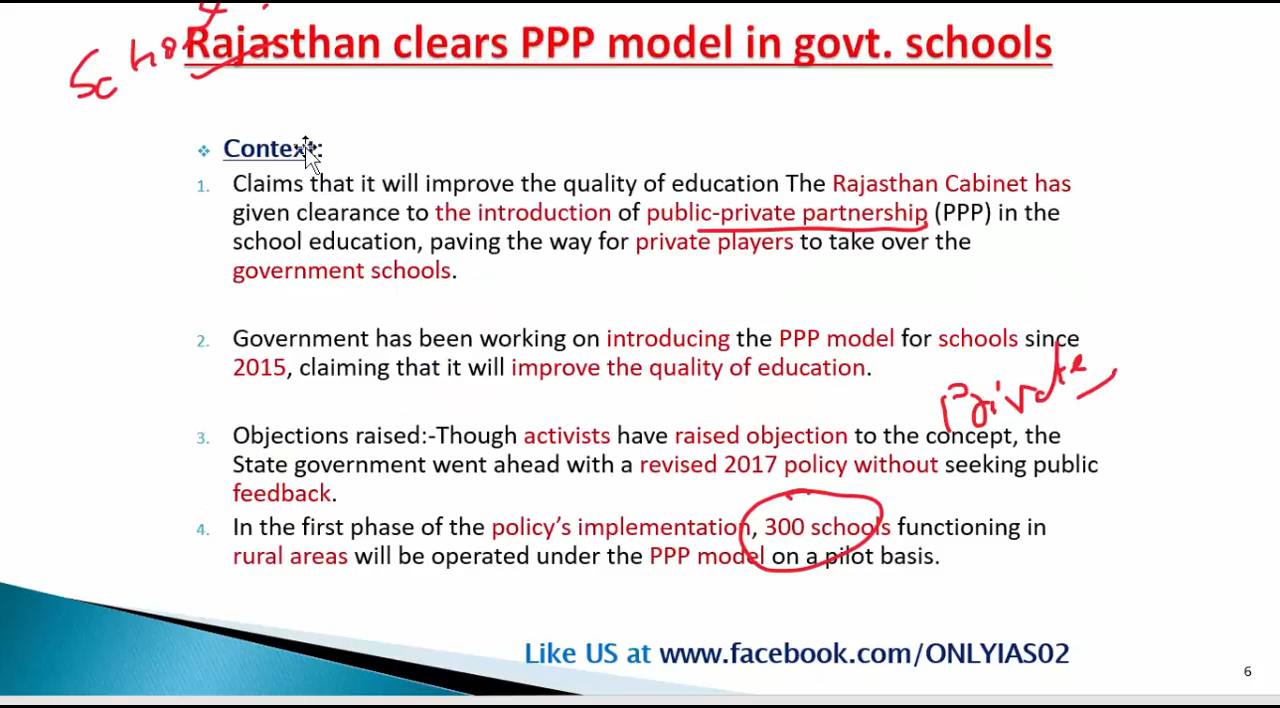 Rajasthan clears PPP model in govt. schools
Context:
1. Claims that it will improve the quality of education The Rajasthan Cabinet has
given clearance to the introduction of public-private partnership (PPP) in the
school education, paving the way for private players to take over the
government schools.
2. Government has been working on introducing the PPP model for schools since
2015, claiming that it will improve the quality of education.
Private
3. Objections raised:-Though activists have raised objection to the concept, the
State government went ahead with a revised 2017 policy without seeking public
feedback.
4. In the first phase of the policy's implementation, 300 schools functioning in
rural areas will be operated under the PPP model on a pilot basis.
Like US at www.facebook.com/ONLYIAS02
6